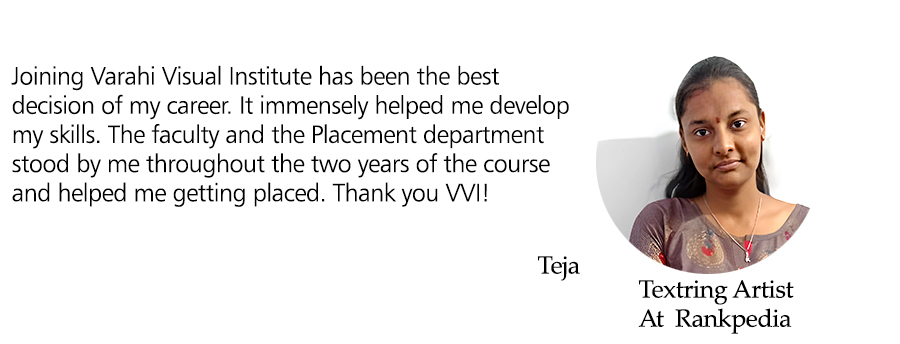 Joining Varahi Visual Institute has been the best
decision of my career. It immensely helped me develop
my skills. The faculty and the Placement department
stood by me throughout the two years of the course
and helped me getting placed. Thank you VVI!
Teja
Textring Artist
At Rankpedia